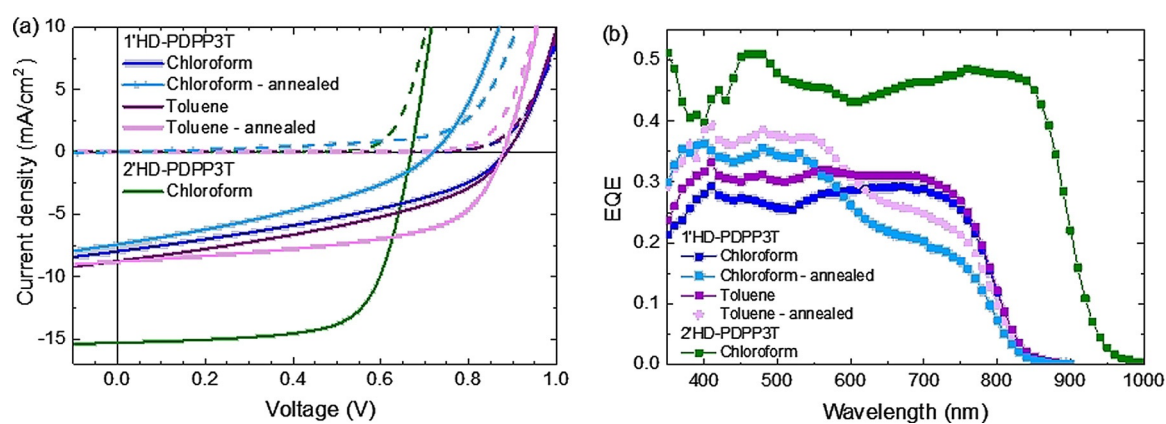 (a)
10
5
0
-5
-10
-15
Current density (mA/cm²)
1'HD-PDPP3T
Chloroform
Chloroform - annealed
Toluene
Toluene - annealed
2'HD-PDPP3T
Chloroform
0.0 0.2 0.4 0.6 0.8 1.0
Voltage (V)
(b)
0.5
0.4
0.3
0.2
0.1
0.0
EQE
1'HD-PDPP3T
Chloroform
Chloroform - annealed
Toluene
Toluene - annealed
2'HD-PDPP3T
Chloroform
400 500 600 700 800 900 1000
Wavelength (nm)